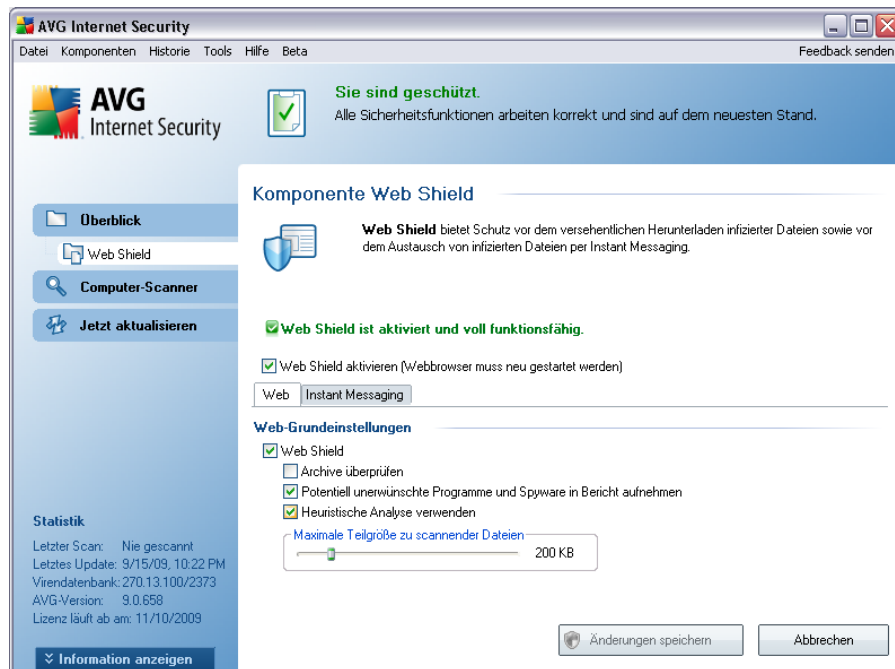 AVG Internet Security
Datei Komponenten Historie Tools Hilfe Beta
Feedback senden
AVG
Internet Security
Sie sind geschützt.
Alle Sicherheitsfunktionen arbeiten korrekt und sind auf dem neuesten Stand.
Überblick
Web Shield
Computer-Scanner
Jetzt aktualisieren
Statistik
Letzter Scan: Nie gescannt
Letztes Update: 9/15/09, 10:22 PM
Virendatenbank: 270.13.100/2373
AVG-Version: 9.0.658
Lizenz läuft ab am: 11/10/2009
Information anzeigen
Komponente Web Shield
Web Shield bietet Schutz vor dem versehentlichen Herunterladen infizierter Dateien sowie vor
dem Austausch von infizierten Dateien per Instant Messaging.
Web Shield ist aktiviert und voll funktionsfähig.
Web Shield aktivieren (Webbrowser muss neu gestartet werden)
Web Instant Messaging
Web-Grundeinstellungen
Web Shield
Archive überprüfen
Potentiell unerwünschte Programme und Spyware in Bericht aufnehmen
Heuristische Analyse verwenden
Maximale Teilgröße zu scannender Dateien
200 KB
Änderungen speichern
Abbrechen